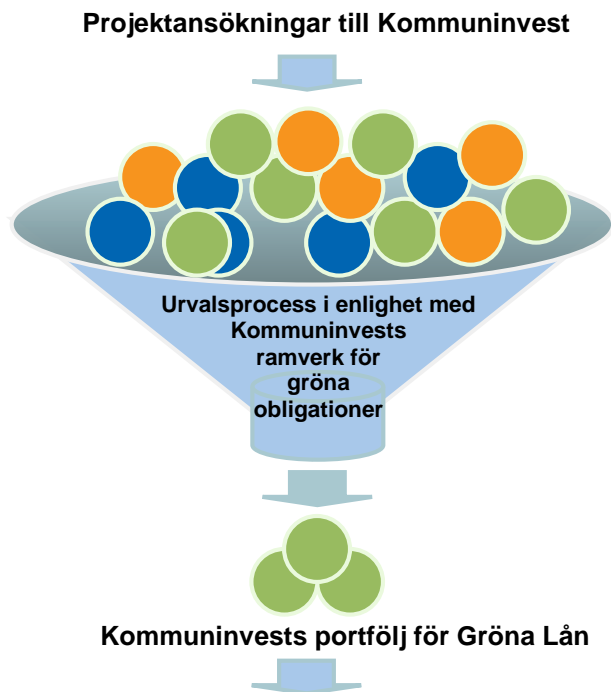 Projektansökningar till Kommuninvest
Urvalsprocess i enlighet med
Kommuninvests
ramverk för
gröna
obligationer
Kommuninvests portfölj för Gröna Lån